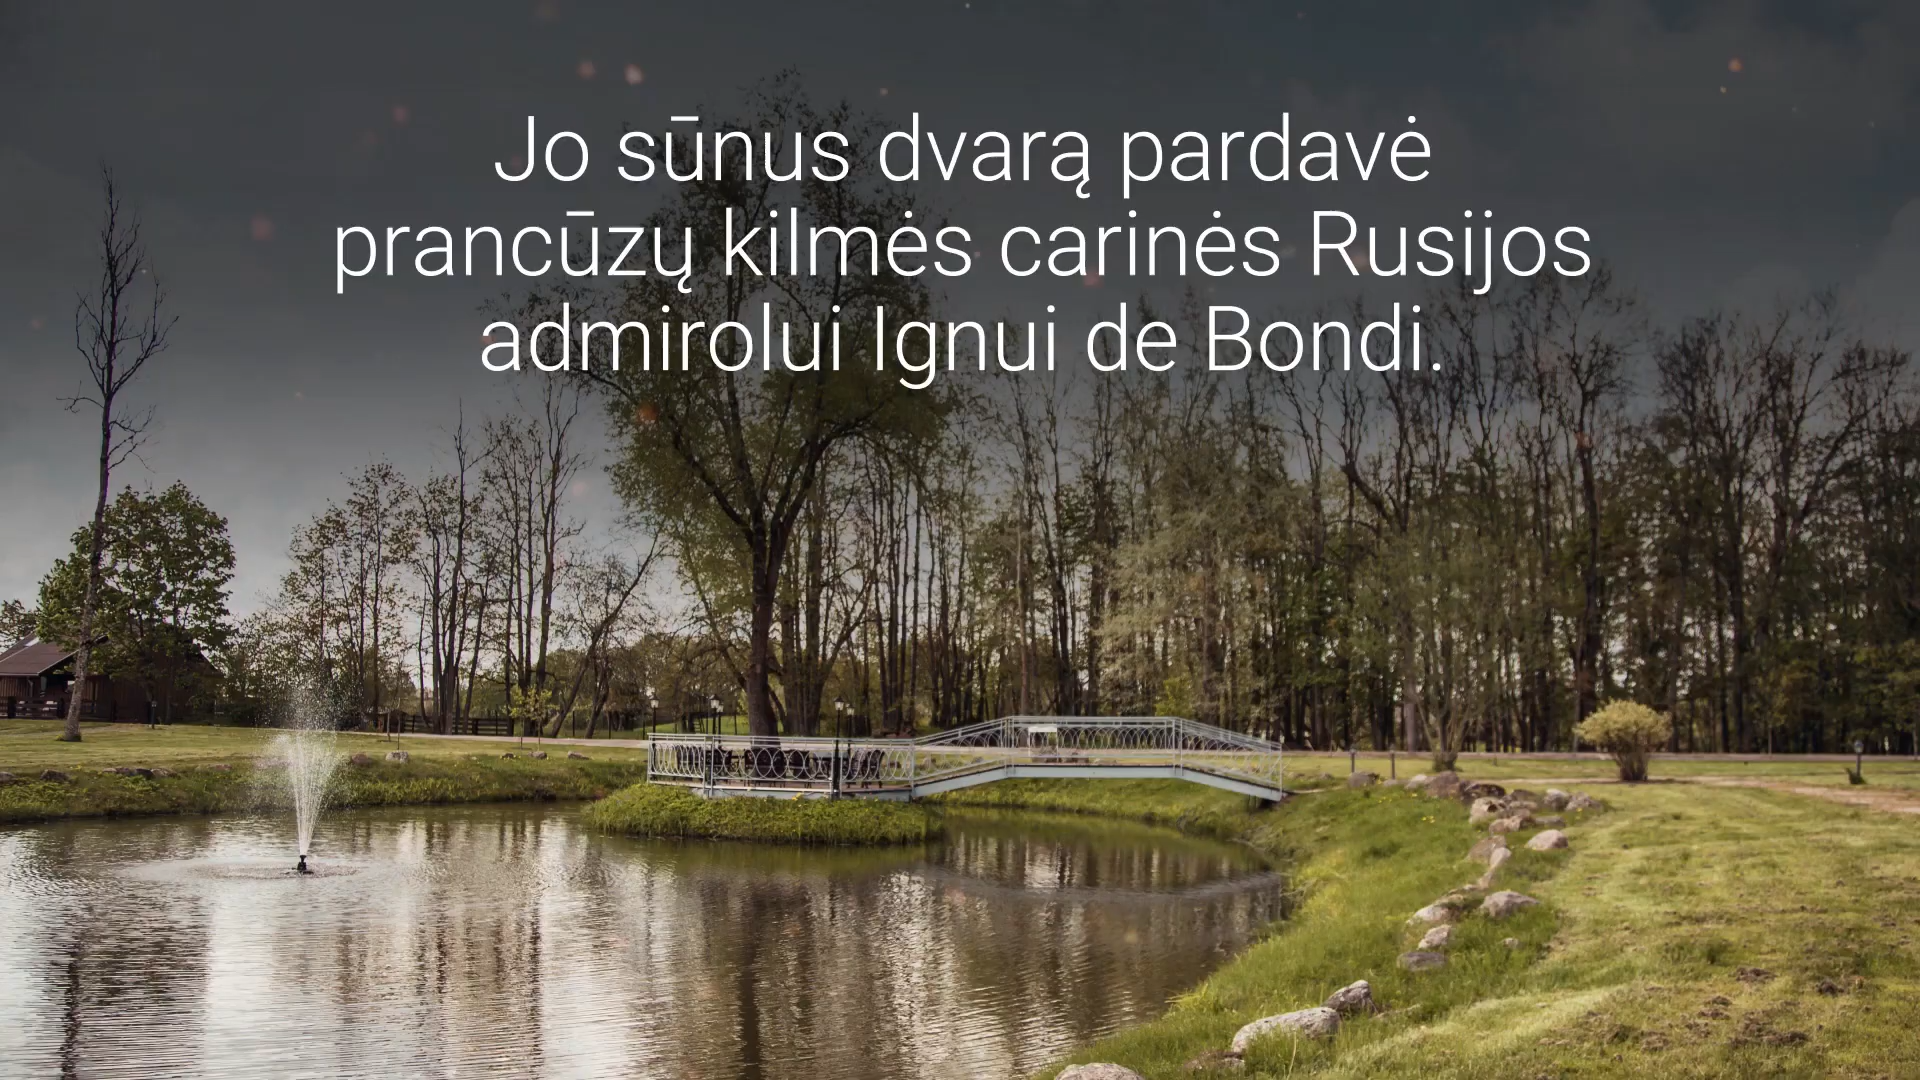 Jo sūnus dvarą pardavė
prancūzų kilmės carinės Rusijos
admirolui Ignui de Bondi.